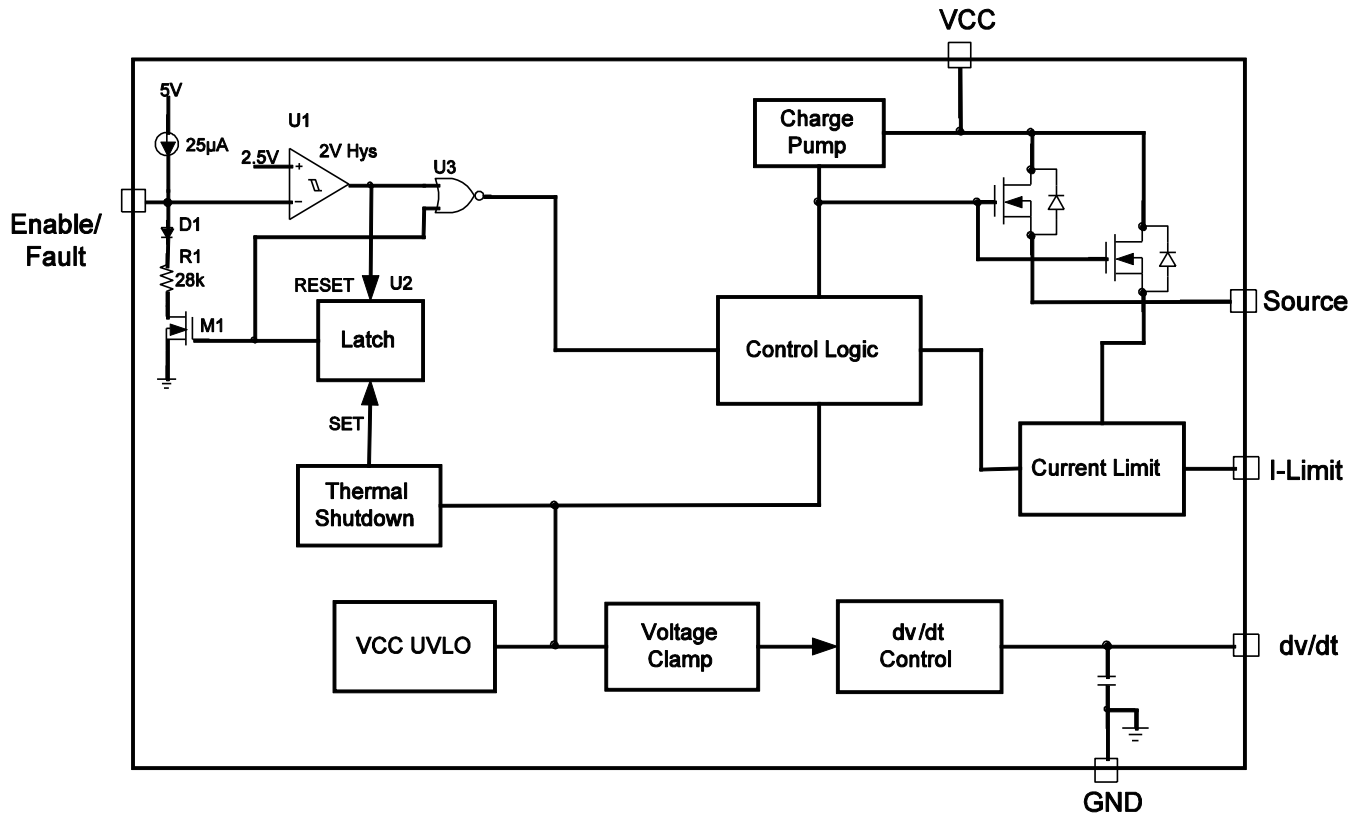 VCC
5V
25µA
U1
2.5V
2V Hys
+
−
U3
Charge
Pump
Enable/
Fault
D1
R1
28k
M1
RESET
U2
Latch
SET
Control Logic
Source
Thermal
Shutdown
Current Limit
I-Limit
VCC UVLO
Voltage
Clamp
dv/dt
Control
dv/dt
GND